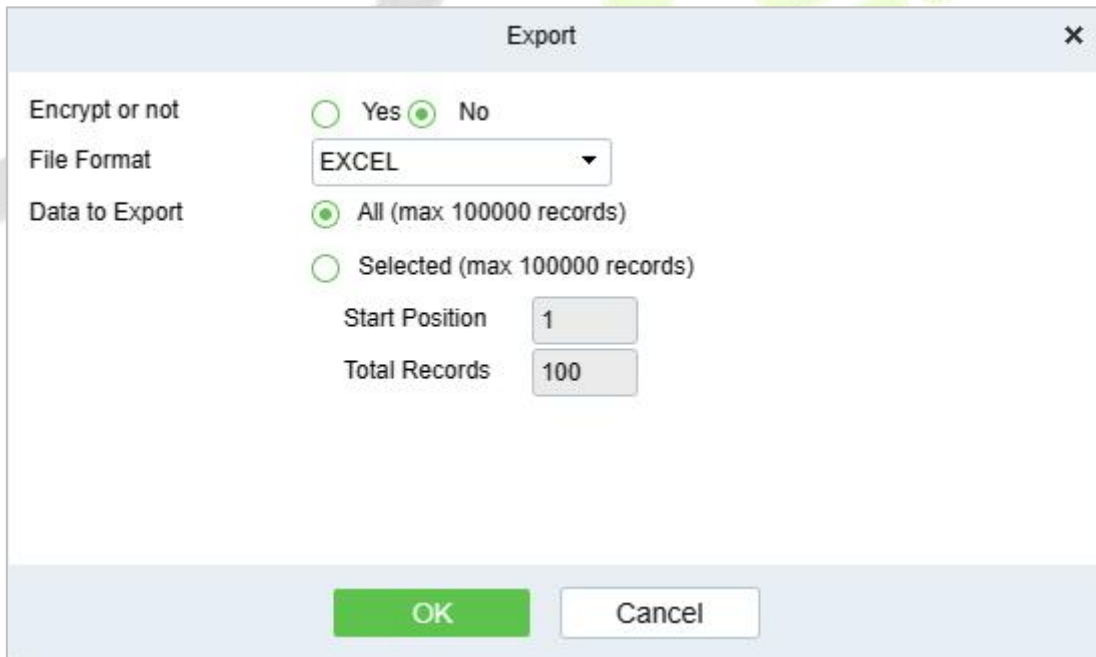 Export ×
Encrypt or not Yes No
File Format EXCEL
Data to Export All (max 100000 records)
Selected (max 100000 records)
Start Position 1
Total Records 100
OK Cancel